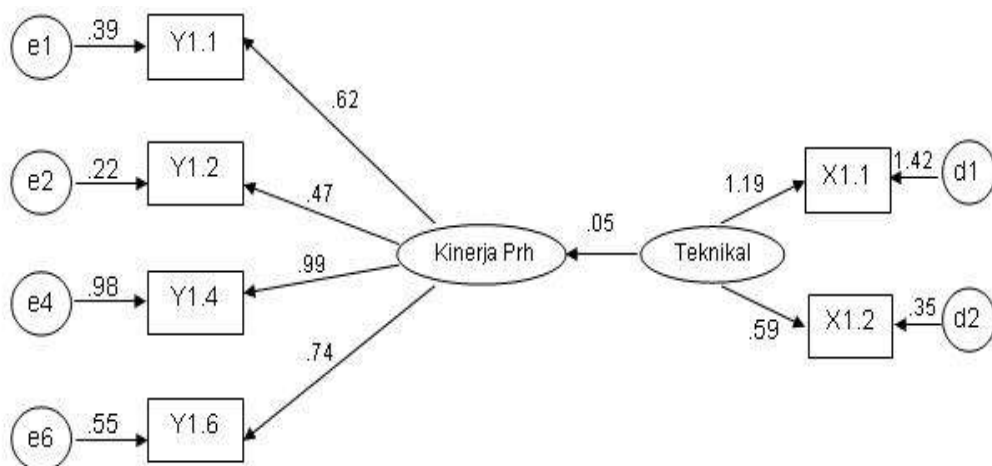 e1
.39
Y1.1
.62
e2
.22
Y1.2
.47
e4
.98
Y1.4
.99
e6
.55
Y1.6
.74
Kinerja Prh
.05
Teknikal
1.19
X1.1
1.42
d1
.59
X1.2
.35
d2